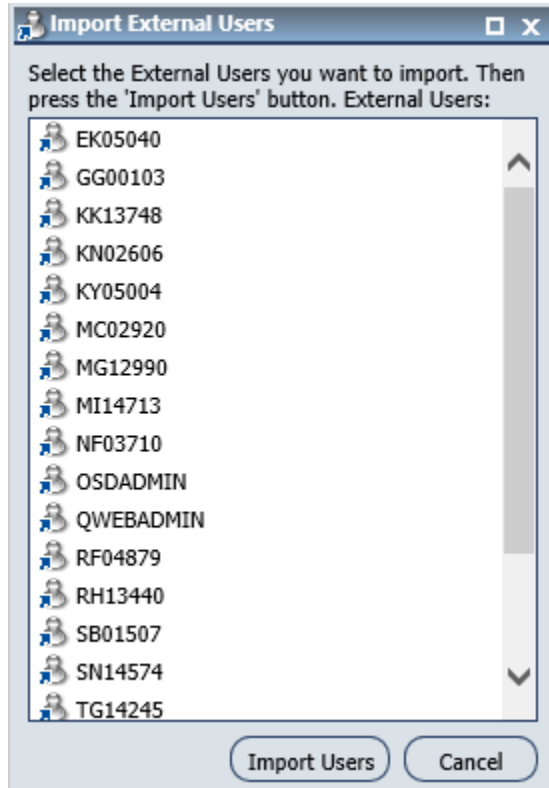 Import External Users
Select the External Users you want to import. Then
press the 'Import Users' button. External Users:
EK05040
GG00103
KK13748
KN02606
KY05004
MC02920
MG12990
MI14713
NF03710
OSDADMIN
QWEBADMIN
RF04879
RH13440
SB01507
SN14574
TG14245
Import Users
Cancel